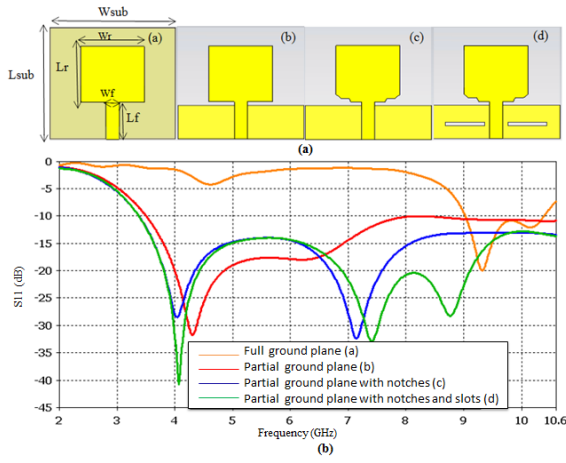 Wsub
Wr
(a)
(b)
(c)
(d)
Lr
Lsub
Wf
Lf
(a)
S11 (dB)
0
-5
-10
-15
-20
-25
-30
-35
-40
-45
Full ground plane (a)
Partial ground plane (b)
Partial ground plane with notches (c)
Partial ground plane with notches and slots (d)
2 3 4 5 6 7 8 9 10 10.6
Frequency (GHz)
(b)